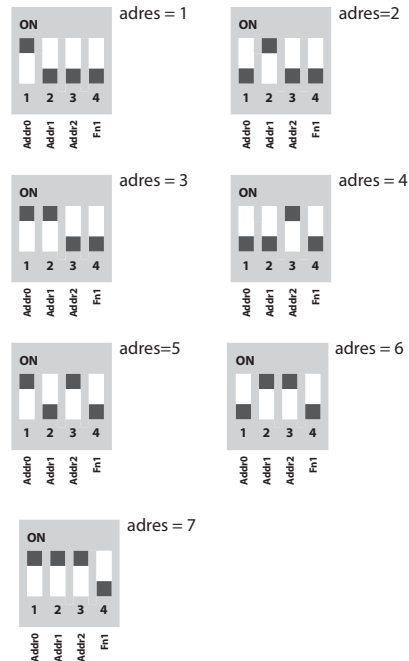 adres = 1
ON
1 2 3 4
Addr0 Addr1 Addr2 Fn1
adres=2
ON
1 2 3 4
Addr0 Addr1 Addr2 Fn1
adres = 3
ON
1 2 3 4
Addr0 Addr1 Addr2 Fn1
adres = 4
ON
1 2 3 4
Addr0 Addr1 Addr2 Fn1
adres=5
ON
1 2 3 4
Addr0 Addr1 Addr2 Fn1
adres = 6
ON
1 2 3 4
Addr0 Addr1 Addr2 Fn1
adres = 7
ON
1 2 3 4
Addr0 Addr1 Addr2 Fn1